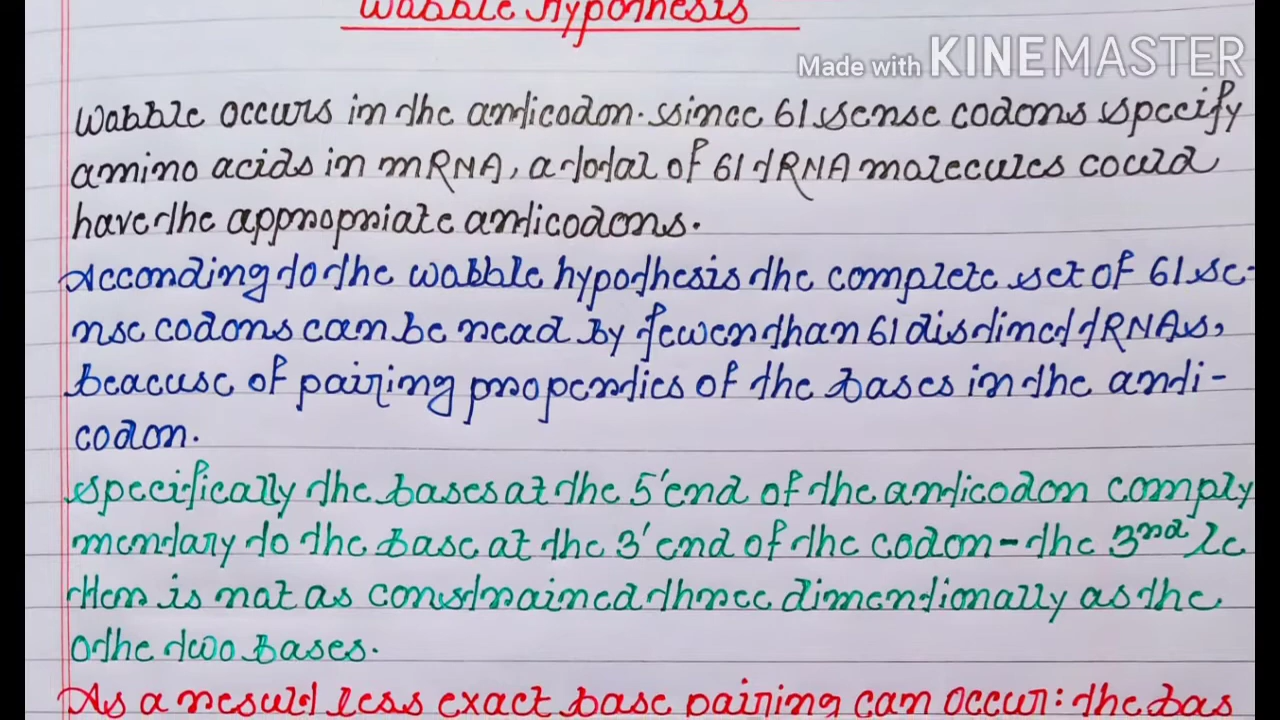 Wobble Hypothesis
Made with KINEMASTER
Wobble occurs in the anticodon. Since 61 sense codons specify
amino acids in mRNA, a total of 61 tRNA molecules could
have the appropriate anticodons.
According to the wobble hypothesis the complete set of 61 se-
nse codons can be read by fewer than 61 distinct tRNAs,
beacuse of pairing properties of the bases in the anti-
codon.
Specifically the bases at the 5' end of the anticodon comply
mentary to the base at the 3' end of the codon - the 3nd le
tters is not as constrained three dimentionally as the
othe two bases.
As a result less exact base pairing can occur: the bas